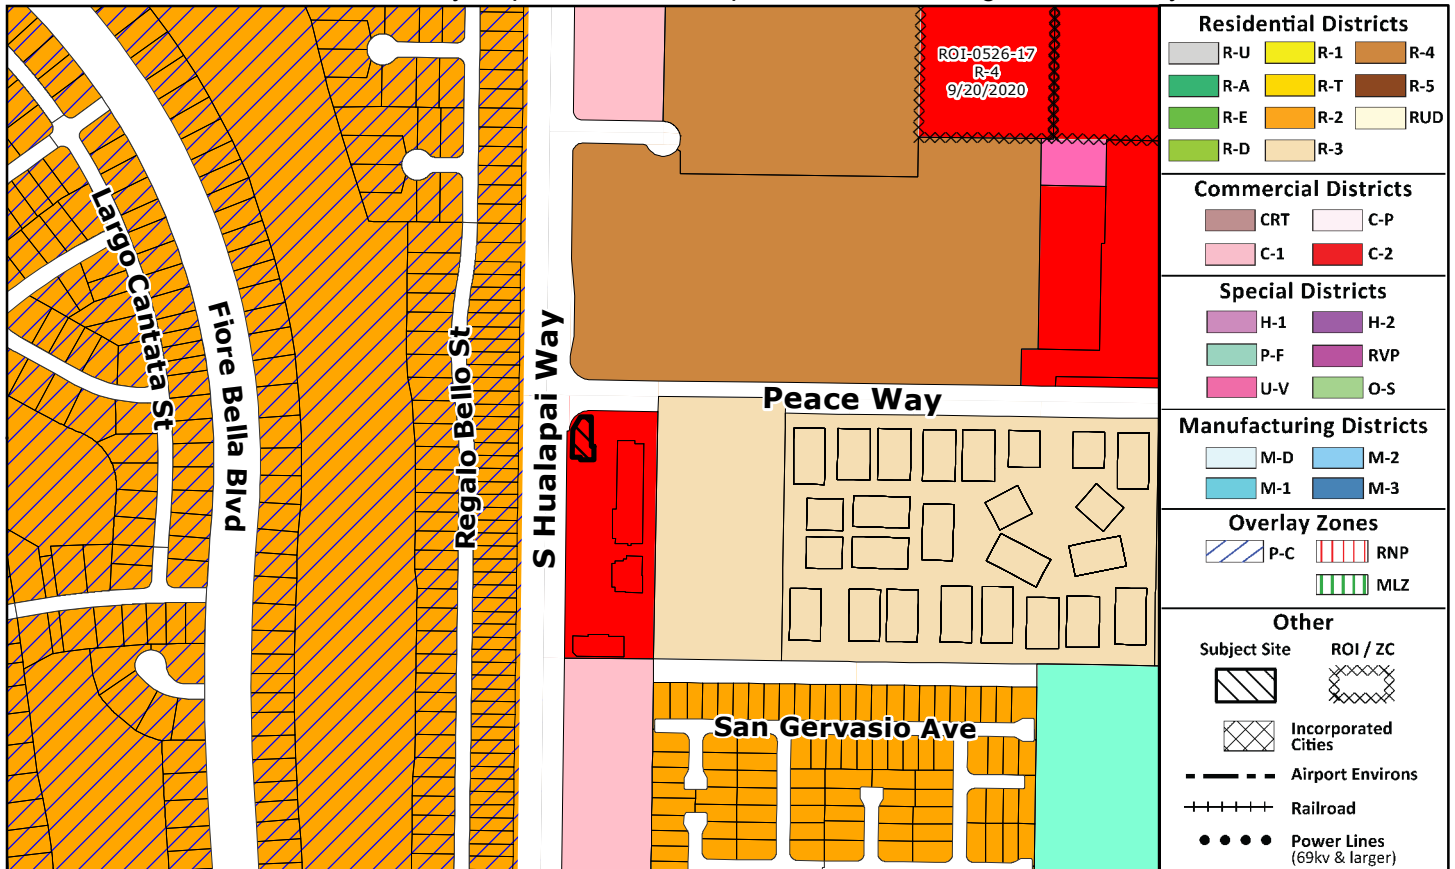 ROI-0526-17
R-4
9/20/2020
Largo Cantata St
Fiore Bella Blvd
Regalo Bello St
S Hualapai Way
Peace Way
San Gervasio Ave
Residential Districts
R-U
R-1
R-4
R-A
R-T
R-5
R-E
R-2
RUD
R-D
R-3
Commercial Districts
CRT
C-P
C-1
C-2
Special Districts
H-1
H-2
P-F
RVP
U-V
O-S
Manufacturing Districts
M-D
M-2
M-1
M-3
Overlay Zones
P-C
RNP
MLZ
Other
Subject Site
ROI / ZC
Incorporated
Cities
Airport Environs
Railroad
Power Lines
(69kv & larger)